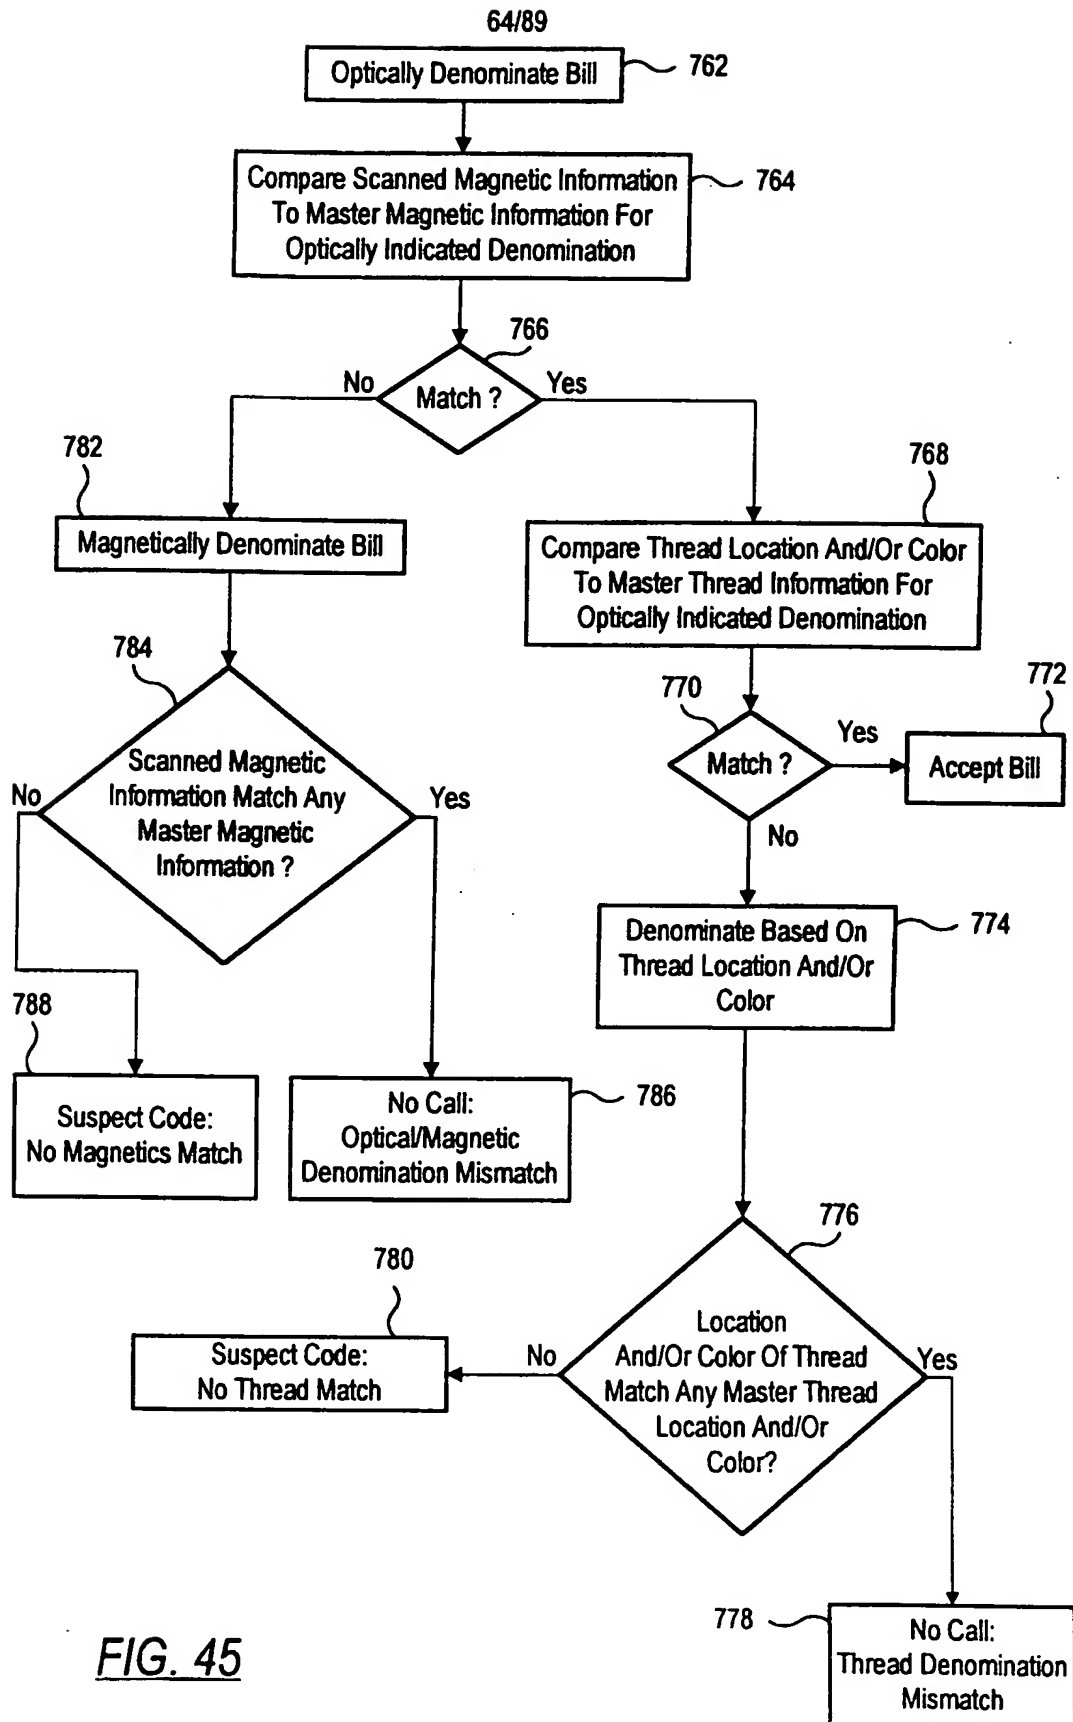 64/89
Optically Denominate Bill
762
Compare Scanned Magnetic Information
To Master Magnetic Information For
Optically Indicated Denomination
764
766
No
Match ?
Yes
782
Magnetically Denominate Bill
768
Compare Thread Location And/Or Color
To Master Thread Information For
Optically Indicated Denomination
784
Scanned Magnetic
Information Match Any
Master Magnetic
Information ?
No
Yes
770
Match ?
Yes
No
772
Accept Bill
Denominate Based On
Thread Location And/Or
Color
774
788
Suspect Code:
No Magnetics Match
No Call:
Optical/Magnetic
Denomination Mismatch
786
776
Location
And/Or Color Of Thread
Match Any Master Thread
Location And/Or
Color?
No
Yes
780
Suspect Code:
No Thread Match
778
No Call:
Thread Denomination
Mismatch
FIG. 45